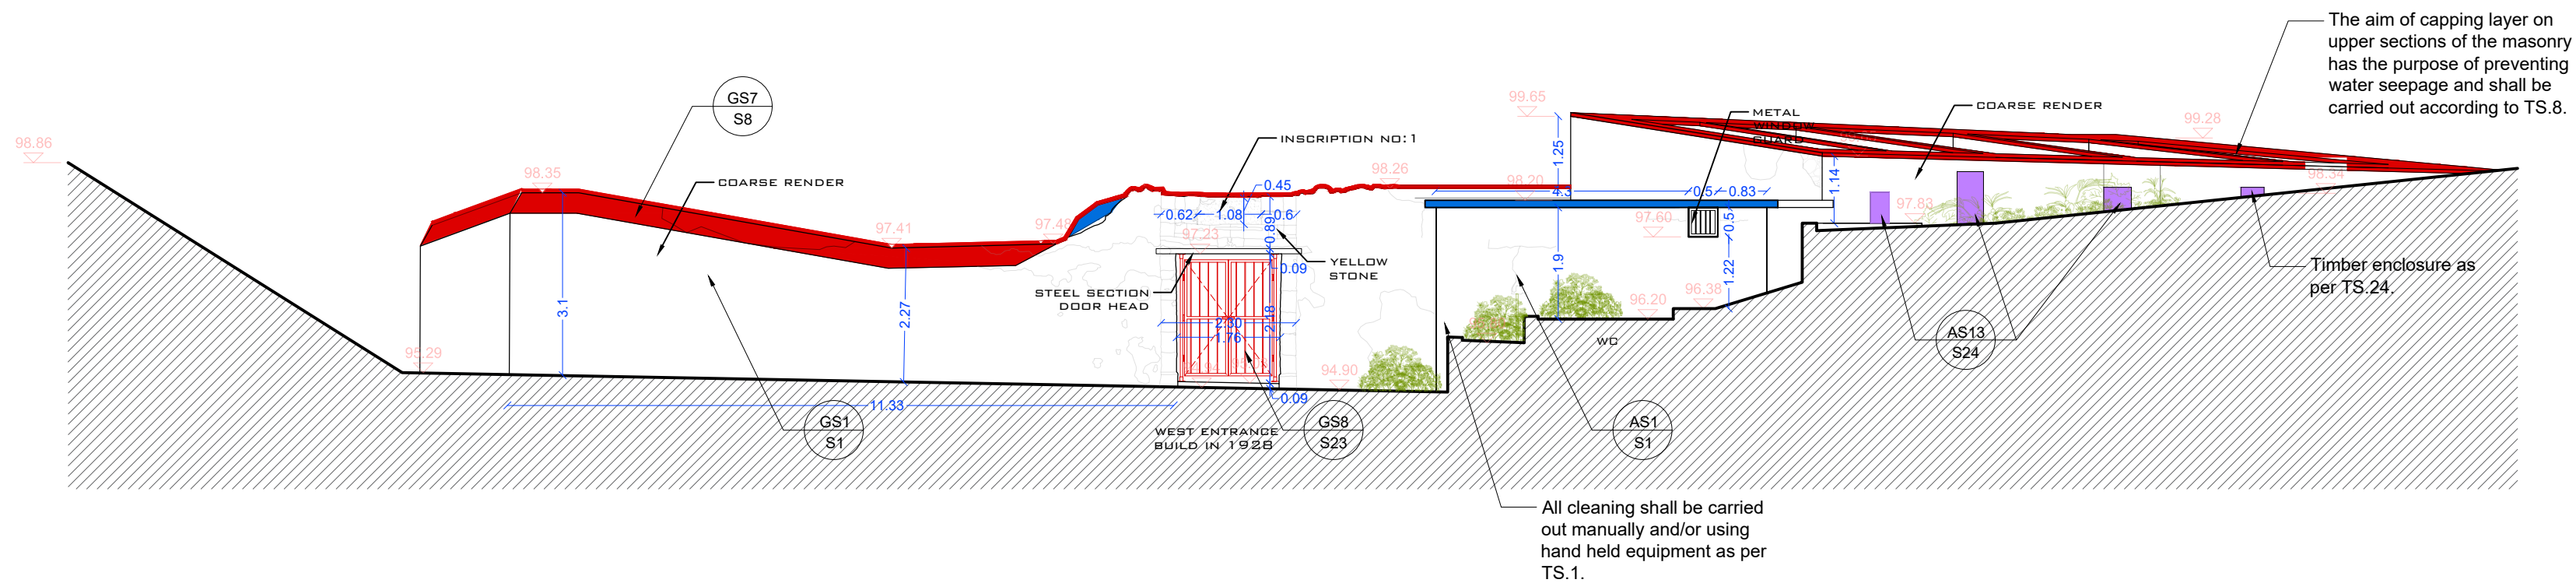 The aim of capping layer on
upper sections of the masonry
has the purpose of preventing
water seepage and shall be
carried out according to TS.8.
GS7
S8
98.86
98.35
COARSE RENDER
97.41
97.48
INSCRIPTION NO:1
98.26
99.65
98.20
METAL
WINDOW
GUARD
COARSE RENDER
99.28
98.34
97.83
97.60
1.25
4.3
0.5
0.83
1.14
0.5
1.22
1.9
0.45
0.62
1.08
0.6
0.89
97.23
0.09
YELLOW
STONE
STEEL SECTION
DOOR HEAD
2.30
2.18
1.76
3.1
2.27
95.29
94.90
96.20
96.38
WC
Timber enclosure as
per TS.24.
AS13
S24
11.33
0.09
GS1
S1
WEST ENTRANCE
BUILD IN 1928
GS8
S23
AS1
S1
All cleaning shall be carried
out manually and/or using
hand held equipment as per
TS.1.